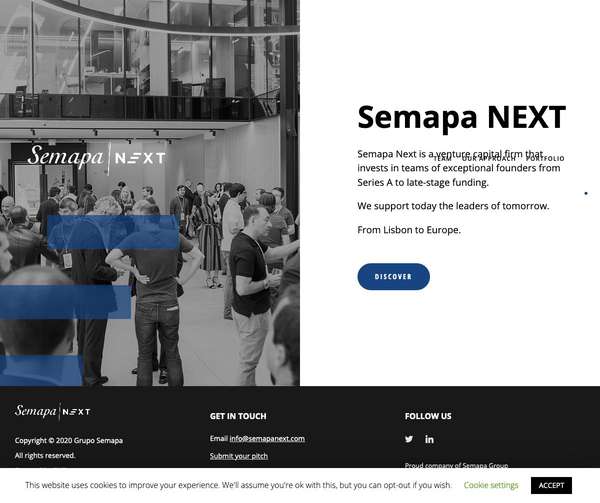 Semapa NEXT
Semapa NEXT
TEAM OUR APPROACH PORTFOLIO
Semapa Next is a venture capital firm that
invests in teams of exceptional founders from
Series A to late-stage funding.
We support today the leaders of tomorrow.
From Lisbon to Europe.
DISCOVER
Semapa NEXT
Copyright © 2020 Grupo Semapa
All rights reserved.
GET IN TOUCH
Email info@semapanext.com
Submit your pitch
FOLLOW US
Proud company of Semapa Group
This website uses cookies to improve your experience. We'll assume you're ok with this, but you can opt-out if you wish. Cookie settings ACCEPT